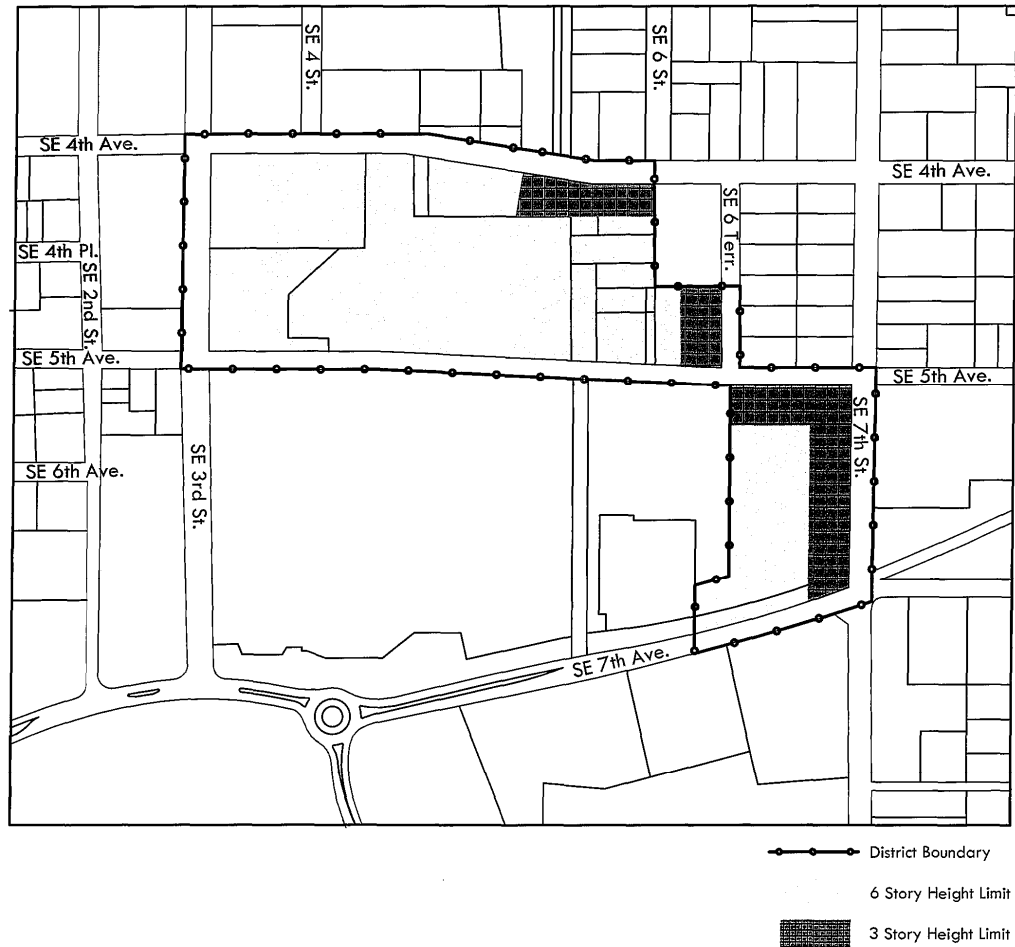 SE 4 St.
SE 6 St.
SE 4th Ave.
SE 4th Ave.
SE 6 Terr.
SE 4th Pl.
SE 2nd St.
SE 5th Ave.
SE 5th Ave.
SE 7th St.
SE 3rd St.
SE 6th Ave.
SE 7th Ave.
District Boundary
6 Story Height Limit
3 Story Height Limit